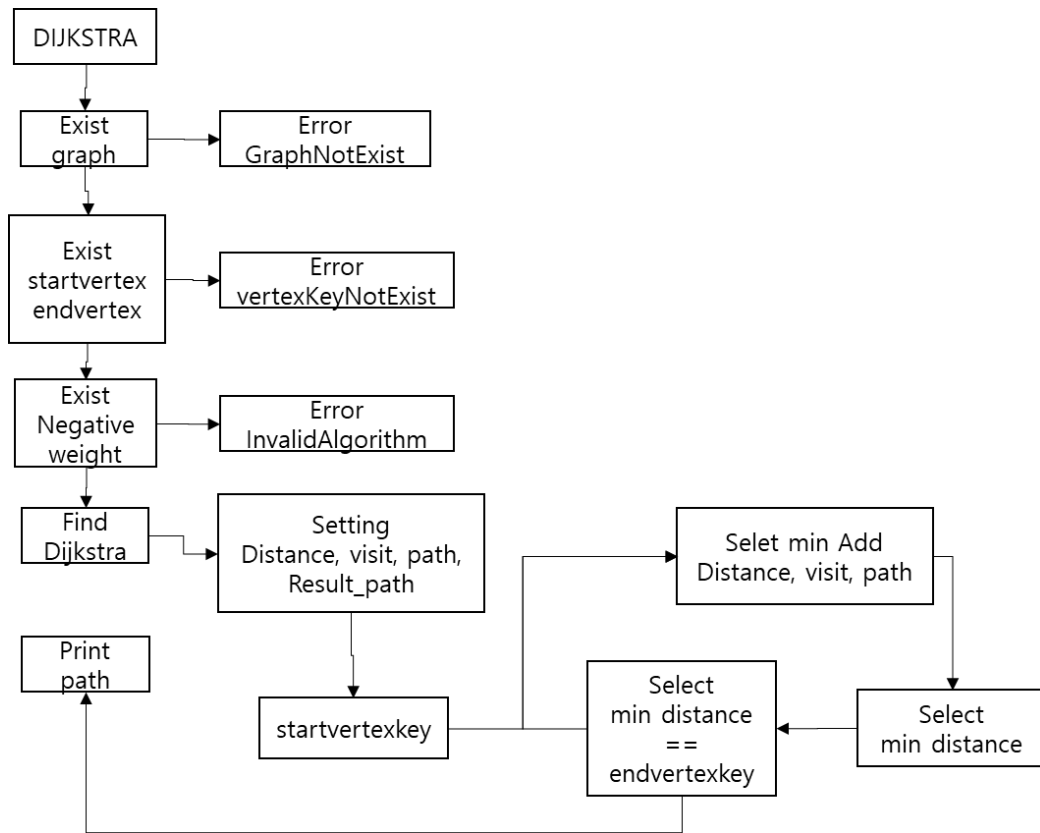 DIJKSTRA
Exist
graph
Error
GraphNotExist
Exist
startvertex
endvertex
Error
vertexKeyNotExist
Exist
Negative
weight
Error
InvalidAlgorithm
Find
Dijkstra
Setting
Distance, visit, path,
Result_path
Selet min Add
Distance, visit, path
Print
path
startvertexkey
Select
min distance
==
endvertexkey
Select
min distance